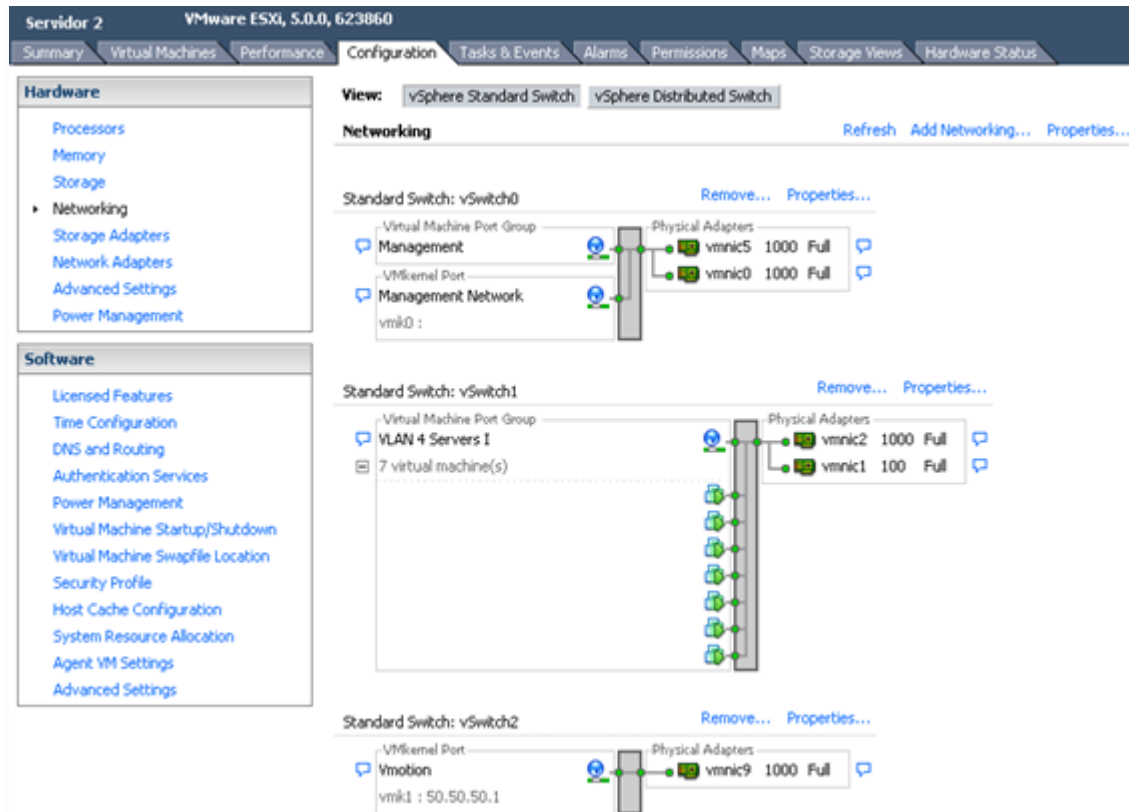 Servidor 2 VMware ESXi, 5.0.0, 623860
Summary Virtual Machines Performance Configuration Tasks & Events Alarms Permissions Maps Storage Views Hardware Status
Hardware
Processors
Memory
Storage
Networking
Storage Adapters
Network Adapters
Advanced Settings
Power Management
Software
Licensed Features
Time Configuration
DNS and Routing
Authentication Services
Power Management
Virtual Machine Startup/Shutdown
Virtual Machine Swapfile Location
Security Profile
Host Cache Configuration
System Resource Allocation
Agent VM Settings
Advanced Settings
View: vSphere Standard Switch vSphere Distributed Switch
Networking Refresh Add Networking... Properties...
Standard Switch: vSwitch0 Remove... Properties...
Virtual Machine Port Group Physical Adapters
Management vmnic5 1000 Full
VMkernel Port vmnic0 1000 Full
Management Network
vmk0 :
Standard Switch: vSwitch1 Remove... Properties...
Virtual Machine Port Group Physical Adapters
VLAN 4 Servers I vmnic2 1000 Full
7 virtual machine(s) vmnic1 100 Full
Standard Switch: vSwitch2 Remove... Properties...
VMkernel Port Physical Adapters
Vmotion vmnic9 1000 Full
vmk1 : 50.50.50.1